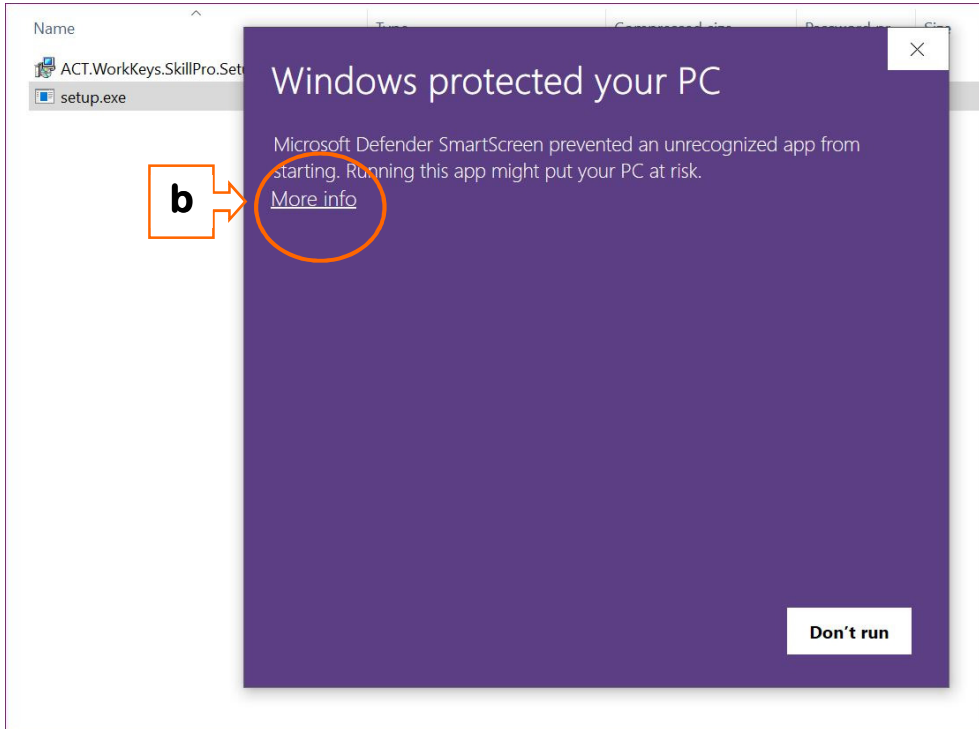 Name
ACT.WorkKeys.SkillPro.Set
setup.exe
Windows protected your PC
Microsoft Defender SmartScreen prevented an unrecognized app from
starting. Running this app might put your PC at risk.
More info
b
Don't run